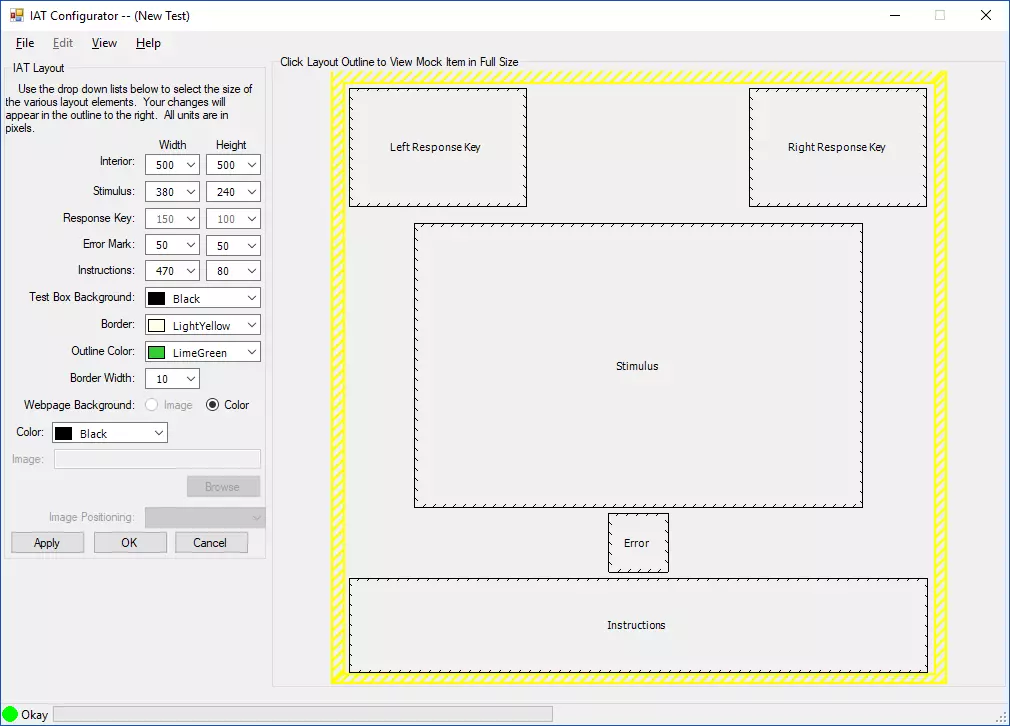 IAT Configurator -- (New Test)
File Edit View Help
IAT Layout
Use the drop down lists below to select the size of
the various layout elements. Your changes will
appear in the outline to the right. All units are in
pixels.
Width Height
Interior: 500 500
Stimulus: 380 240
Response Key: 150 100
Error Mark: 50 50
Instructions: 470 80
Test Box Background: Black
Border: LightYellow
Outline Color: LimeGreen
Border Width: 10
Webpage Background: Image Color
Color: Black
Image:
Browse
Image Positioning:
Apply OK Cancel
Click Layout Outline to View Mock Item in Full Size
Left Response Key
Right Response Key
Stimulus
Error
Instructions
Okay